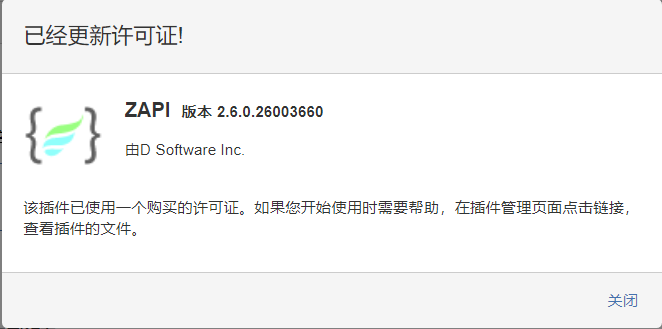 已经更新许可证!
ZAPI 版本 2.6.0.26003660
由D Software Inc.
该插件已使用一个购买的许可证。如果您开始使用时需要帮助，在插件管理页面点击链接，
查看插件的文件。
关闭